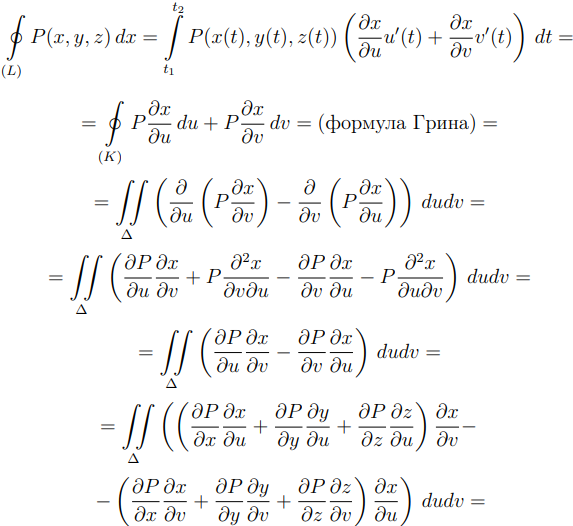 $$\oint\limits_{(L)} P(x, y, z)\, dx = \int\limits_{t_1}^{t_2} P(x(t), y(t), z(t)) \left( \frac{\partial x}{\partial u} u'(t) + \frac{\partial x}{\partial v} v'(t) \right) dt =$$
$$= \oint\limits_{(K)} P \frac{\partial x}{\partial u}\, du + P \frac{\partial x}{\partial v}\, dv = (\text{формула Грина}) =$$
$$= \iint\limits_{\Delta} \left( \frac{\partial}{\partial u} \left( P \frac{\partial x}{\partial v} \right) - \frac{\partial}{\partial v} \left( P \frac{\partial x}{\partial u} \right) \right) dudv =$$
$$= \iint\limits_{\Delta} \left( \frac{\partial P}{\partial u} \frac{\partial x}{\partial v} + P \frac{\partial^2 x}{\partial v \partial u} - \frac{\partial P}{\partial v} \frac{\partial x}{\partial u} - P \frac{\partial^2 x}{\partial u \partial v} \right) dudv =$$
$$= \iint\limits_{\Delta} \left( \frac{\partial P}{\partial u} \frac{\partial x}{\partial v} - \frac{\partial P}{\partial v} \frac{\partial x}{\partial u} \right) dudv =$$
$$= \iint\limits_{\Delta} \left( \left( \frac{\partial P}{\partial x} \frac{\partial x}{\partial u} + \frac{\partial P}{\partial y} \frac{\partial y}{\partial u} + \frac{\partial P}{\partial z} \frac{\partial z}{\partial u} \right) \frac{\partial x}{\partial v} - \right.$$
$$\left. - \left( \frac{\partial P}{\partial x} \frac{\partial x}{\partial v} + \frac{\partial P}{\partial y} \frac{\partial y}{\partial v} + \frac{\partial P}{\partial z} \frac{\partial z}{\partial v} \right) \frac{\partial x}{\partial u} \right) dudv =$$